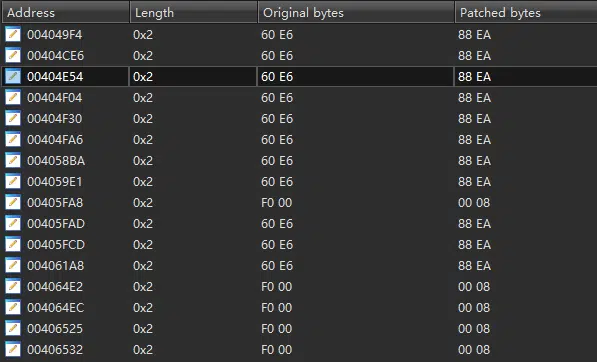 Address Length Original bytes Patched bytes
004049F4 0x2 60 E6 88 EA
00404CE6 0x2 60 E6 88 EA
00404E54 0x2 60 E6 88 EA
00404F04 0x2 60 E6 88 EA
00404F30 0x2 60 E6 88 EA
00404FA6 0x2 60 E6 88 EA
004058BA 0x2 60 E6 88 EA
004059E1 0x2 60 E6 88 EA
00405FA8 0x2 F0 00 00 08
00405FAD 0x2 60 E6 88 EA
00405FCD 0x2 60 E6 88 EA
004061A8 0x2 60 E6 88 EA
004064E2 0x2 F0 00 00 08
004064EC 0x2 F0 00 00 08
00406525 0x2 F0 00 00 08
00406532 0x2 F0 00 00 08